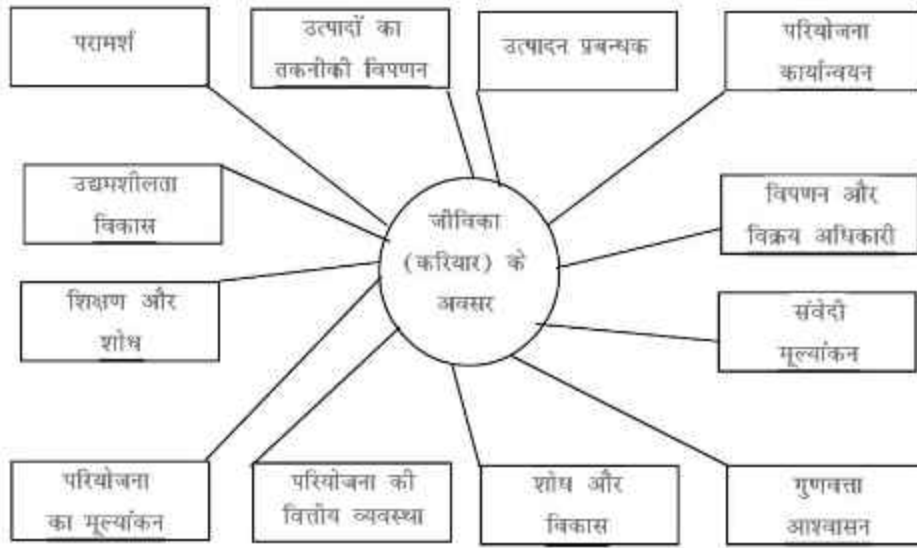 परामर्श
उत्पादों का
तकनीकी विपणन
उत्पादन प्रबन्धक
परियोजना
कार्यान्वयन
उद्यमशीलता
विकास
जीविका
(करियार) के
अवसर
विपणन और
विक्रय अधिकारी
शिक्षण और
शोध
संवेदी
मूल्यांकन
परियोजना
का मूल्यांकन
परियोजना की
वित्तीय व्यवस्था
शोध और
विकास
गुणवत्ता
आश्वासन